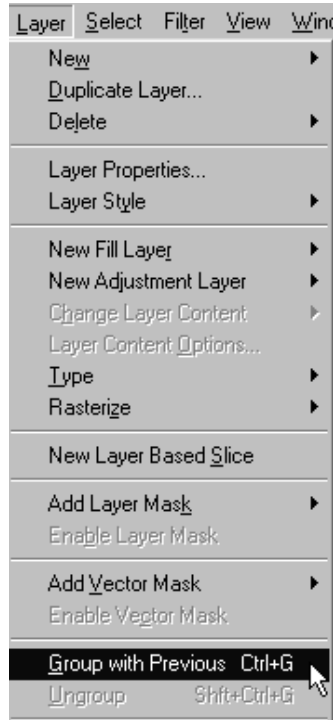 Layer Select Filter View Wind
New
Duplicate Layer...
Delete
Layer Properties...
Layer Style
New Fill Layer
New Adjustment Layer
Change Layer Content
Layer Content Options...
Type
Rasterize
New Layer Based Slice
Add Layer Mask
Enable Layer Mask
Add Vector Mask
Enable Vector Mask
Group with Previous Ctrl+G
Ungroup Shft+Ctrl+G